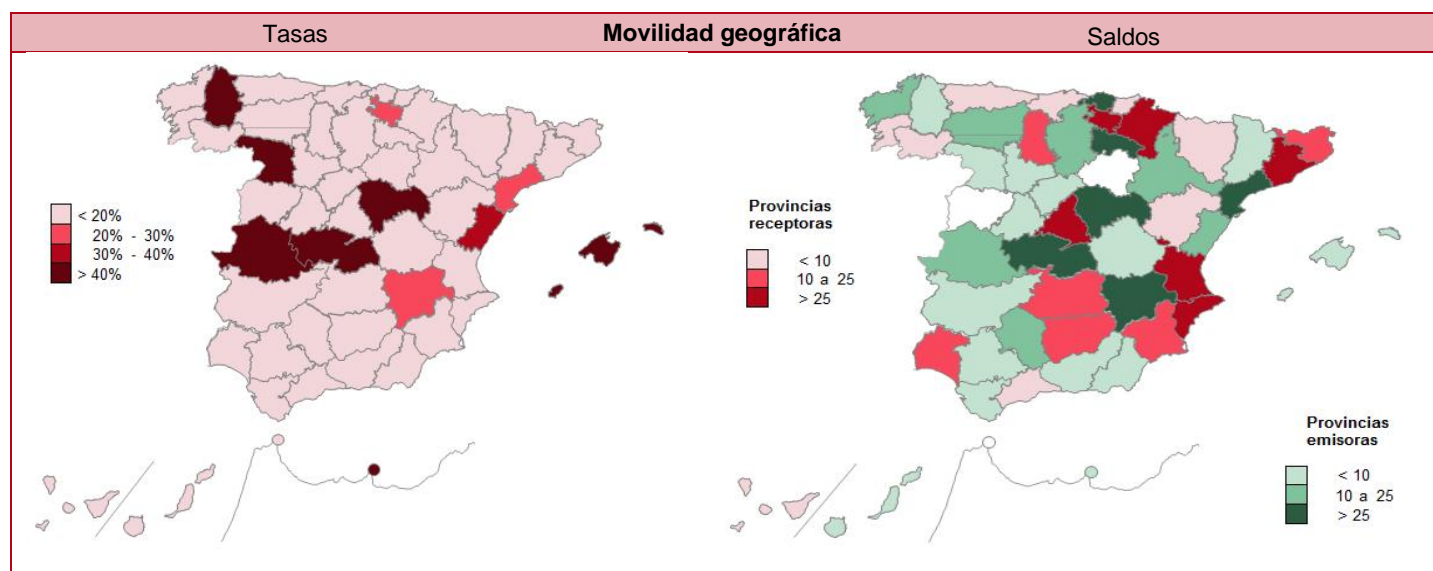 Tasas Movilidad geográfica Saldos
< 20%
20% - 30%
30% - 40%
> 40%
Provincias
receptoras
< 10
10 a 25
> 25
Provincias
emisoras
< 10
10 a 25
> 25